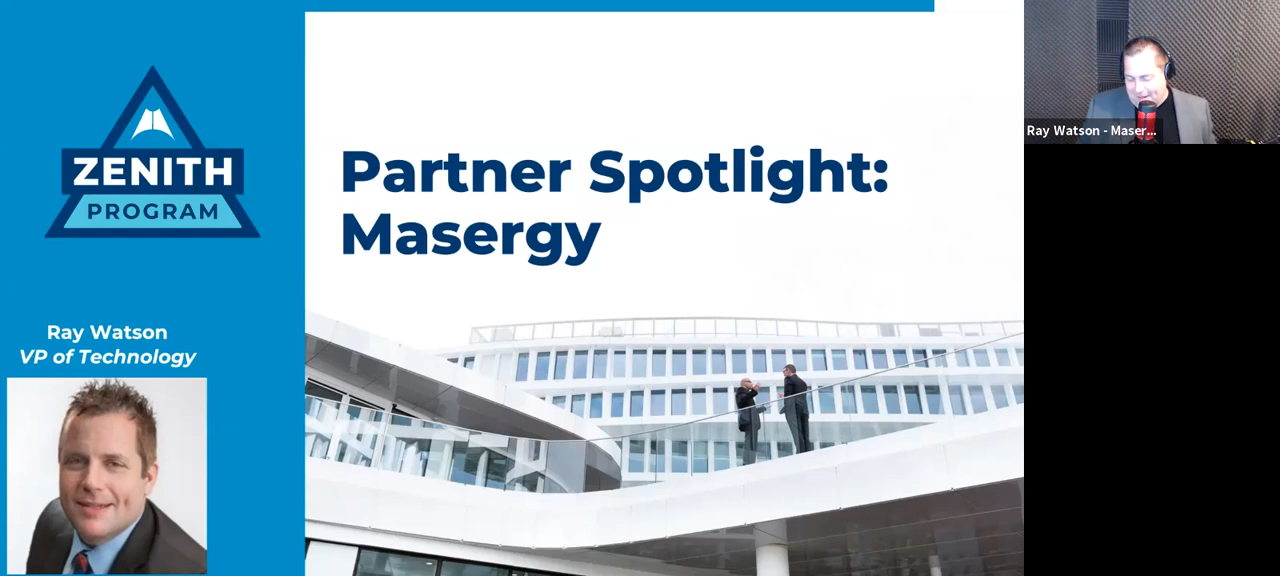 ZENITH
PROGRAM
Partner Spotlight:
Masergy
Ray Watson
VP of Technology
Ray Watson - Maser...